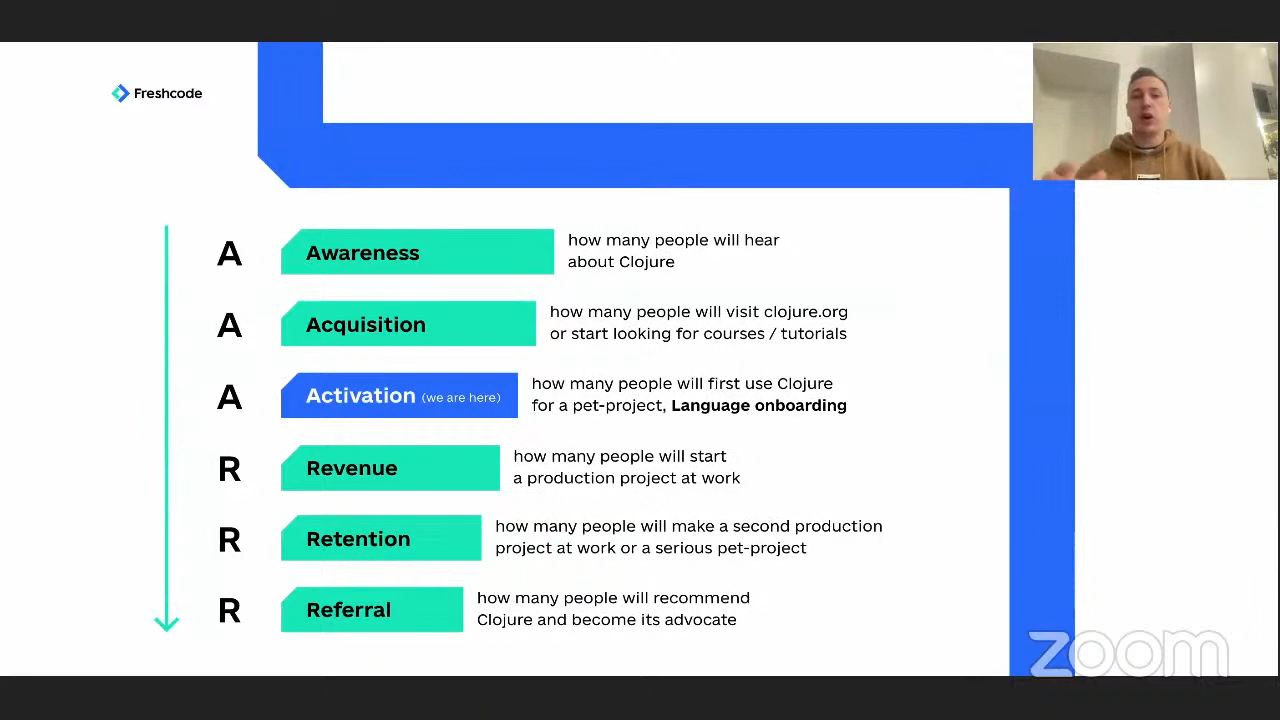 Freshcode
A
Awareness
how many people will hear
about Clojure
A
Acquisition
how many people will visit clojure.org
or start looking for courses / tutorials
A
Activation (we are here)
how many people will first use Clojure
for a pet-project, Language onboarding
R
Revenue
how many people will start
a production project at work
R
Retention
how many people will make a second production
project at work or a serious pet-project
R
Referral
how many people will recommend
Clojure and become its advocate
zoom